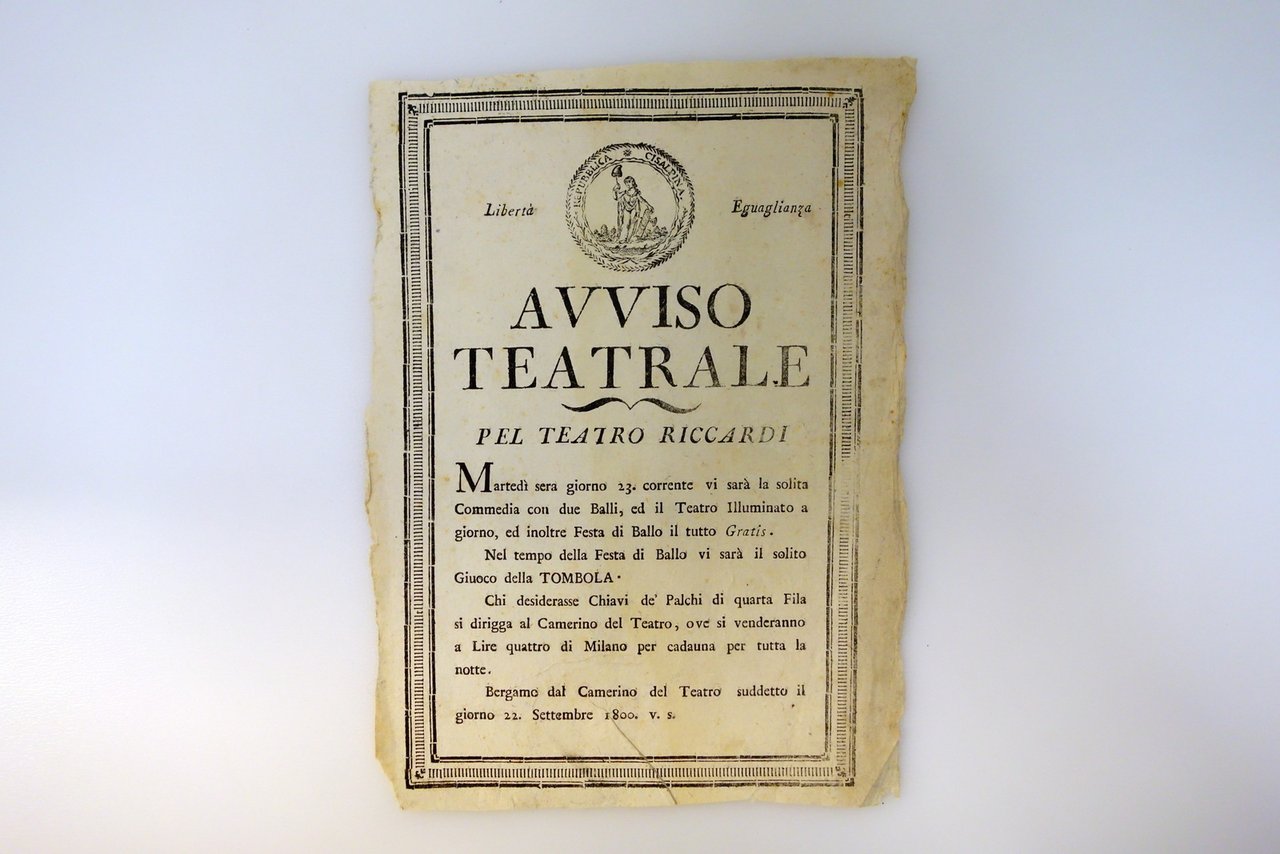 REPUBBLICA CISALPINA
Libertà Eguaglianza
AVVISO
TEATRALE
PEL TEATRO RICCARDI
Martedì sera giorno 23. corrente vi sarà la solita
Commedia con due Balli, ed il Teatro Illuminato a
giorno, ed inoltre Festa di Ballo il tutto Gratis.
Nel tempo della Festa di Ballo vi sarà il solito
Giuoco della TOMBOLA.
Chi desiderasse Chiavi de' Palchi di quarta Fila
si dirigga al Camerino del Teatro, ove si venderanno
a Lire quattro di Milano per cadauna per tutta la
notte.
Bergamo dal Camerino del Teatro suddetto il
giorno 22. Settembre 1800. v. s.